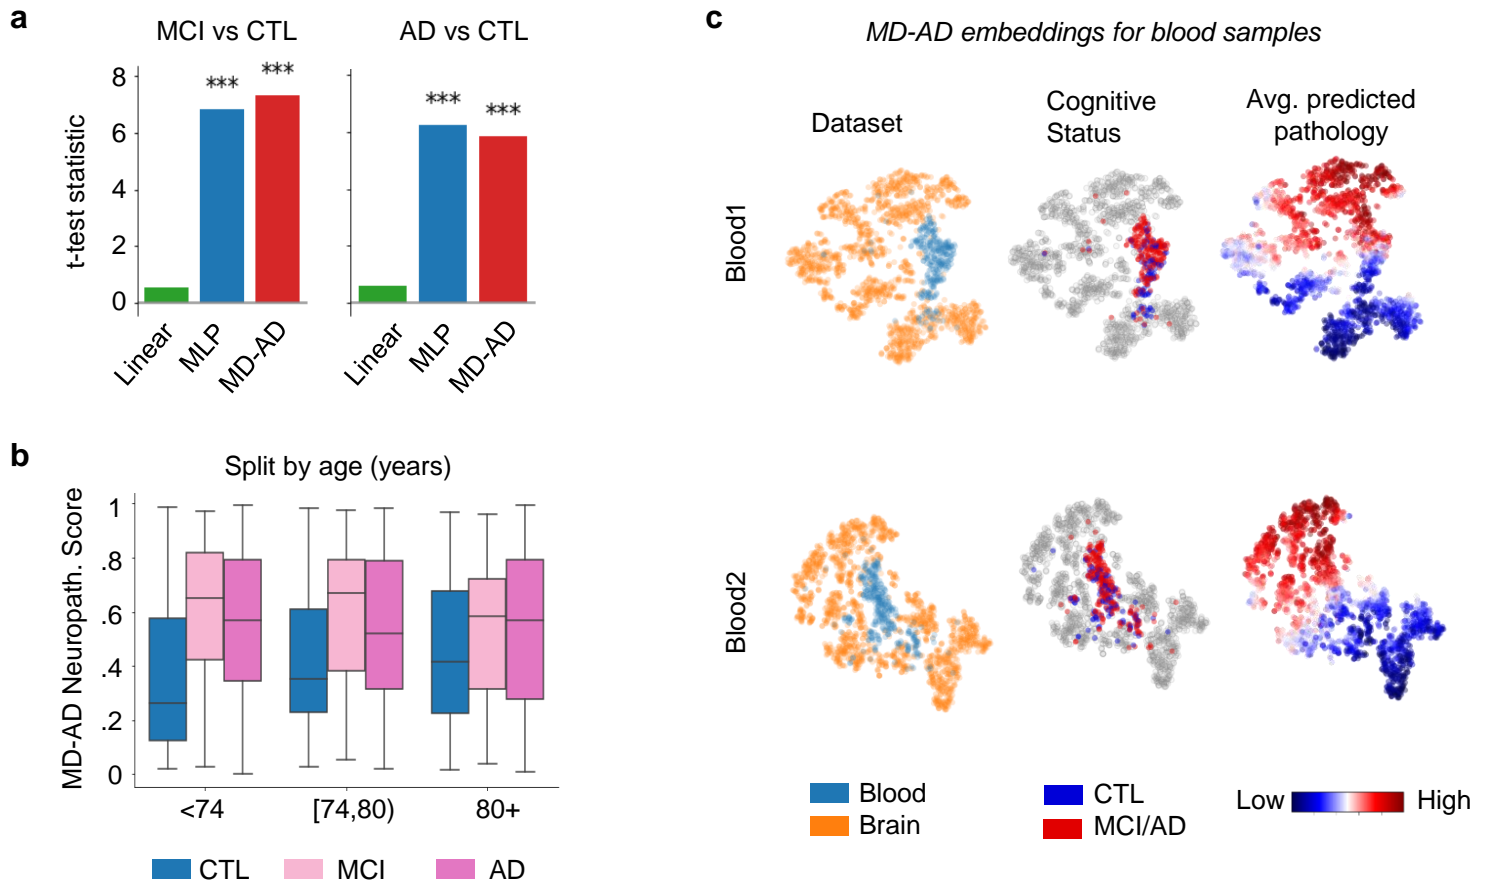 a
MCI vs CTL
AD vs CTL
t-test statistic
8
6
4
2
0
***
***
***
***
Linear
MLP
MD-AD
Linear
MLP
MD-AD
b
Split by age (years)
MD-AD Neuropath. Score
1
.8
.6
.4
.2
0
<74
[74,80)
80+
CTL
MCI
AD
c
MD-AD embeddings for blood samples
Dataset
Cognitive
Status
Avg. predicted
pathology
Blood1
Blood2
Blood
Brain
CTL
MCI/AD
Low
High